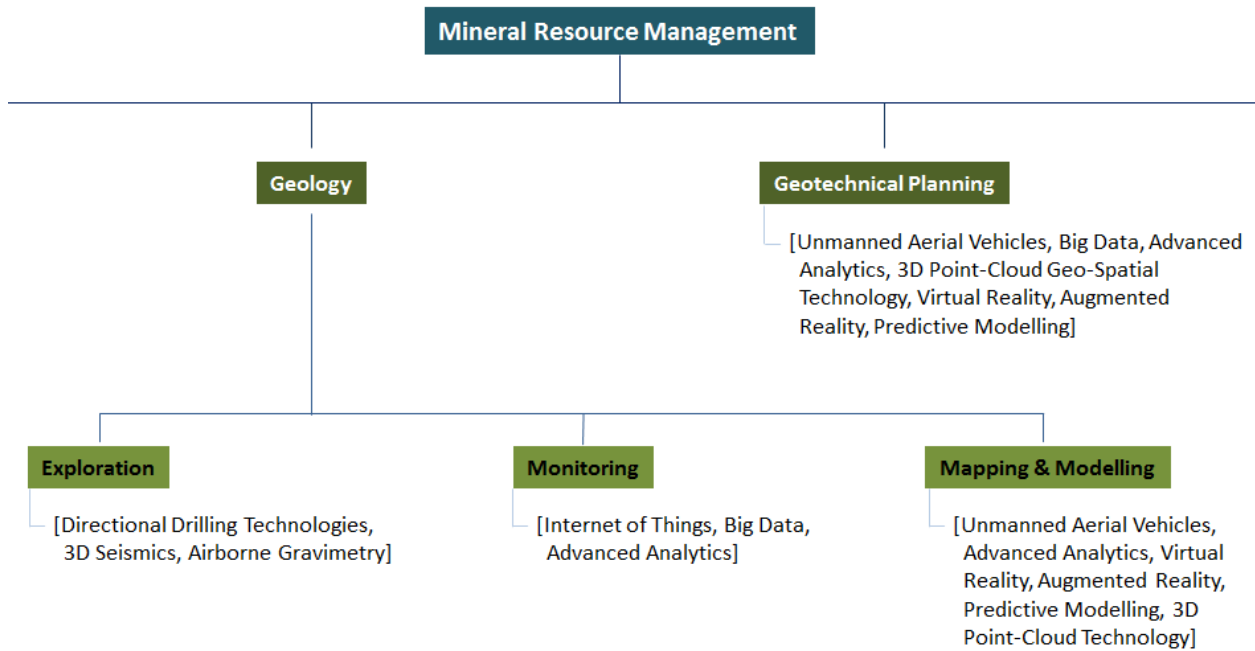 Mineral Resource Management
Geology
Geotechnical Planning
[Unmanned Aerial Vehicles, Big Data, Advanced
Analytics, 3D Point-Cloud Geo-Spatial
Technology, Virtual Reality, Augmented
Reality, Predictive Modelling]
Exploration
[Directional Drilling Technologies,
3D Seismics, Airborne Gravimetry]
Monitoring
[Internet of Things, Big Data,
Advanced Analytics]
Mapping & Modelling
[Unmanned Aerial Vehicles,
Advanced Analytics, Virtual
Reality, Augmented Reality,
Predictive Modelling, 3D
Point-Cloud Technology]